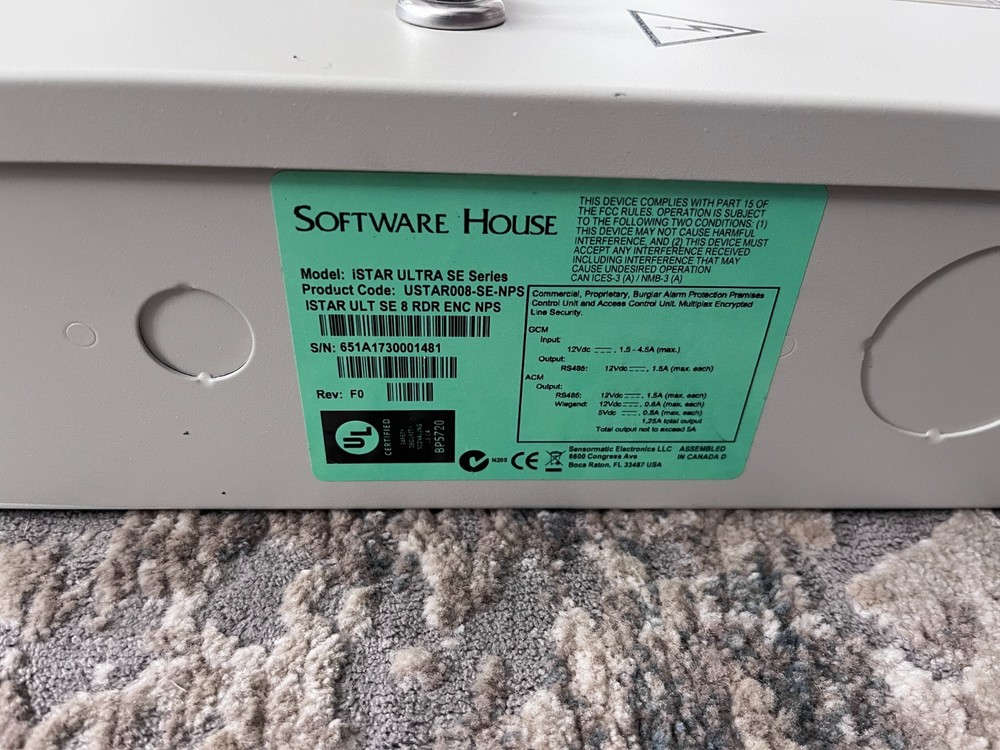 SOFTWARE HOUSE
THIS DEVICE COMPLIES WITH PART 15 OF
THE FCC RULES. OPERATION IS SUBJECT
TO THE FOLLOWING TWO CONDITIONS: (1)
THIS DEVICE MAY NOT CAUSE HARMFUL
INTERFERENCE, AND (2) THIS DEVICE MUST
ACCEPT ANY INTERFERENCE RECEIVED
INCLUDING INTERFERENCE THAT MAY
CAUSE UNDESIRED OPERATION
CAN ICES-3 (A) / NMB-3 (A)
Model: iSTAR ULTRA SE Series
Product Code: USTAR008-SE-NPS
ISTAR ULT SE 8 RDR ENC NPS
S/N: 651A1730001481
Rev: F0
Commercial, Proprietary, Burglar Alarm Protection Premises
Control Unit and Access Control Unit. Multiplex Encrypted
Line Security.
GCM
Input:
12Vdc , 1.5 - 4.5A (max.)
Output:
RS485: 12Vdc , 1.5A (max. each)
ACM
Output:
RS485: 12Vdc , 1.5A (max. each)
Wiegand: 12Vdc , 0.6A (max. each)
5Vdc , 0.5A (max. each)
1.25A total output
Total output not to exceed 5A
UL
CERTIFIED
SAFETY
SECURITY
SIGNALING
BP5720
N205
CE
Sensormatic Electronics LLC
6600 Congress Ave
Boca Raton, FL 33487 USA
ASSEMBLED
IN CANADA D